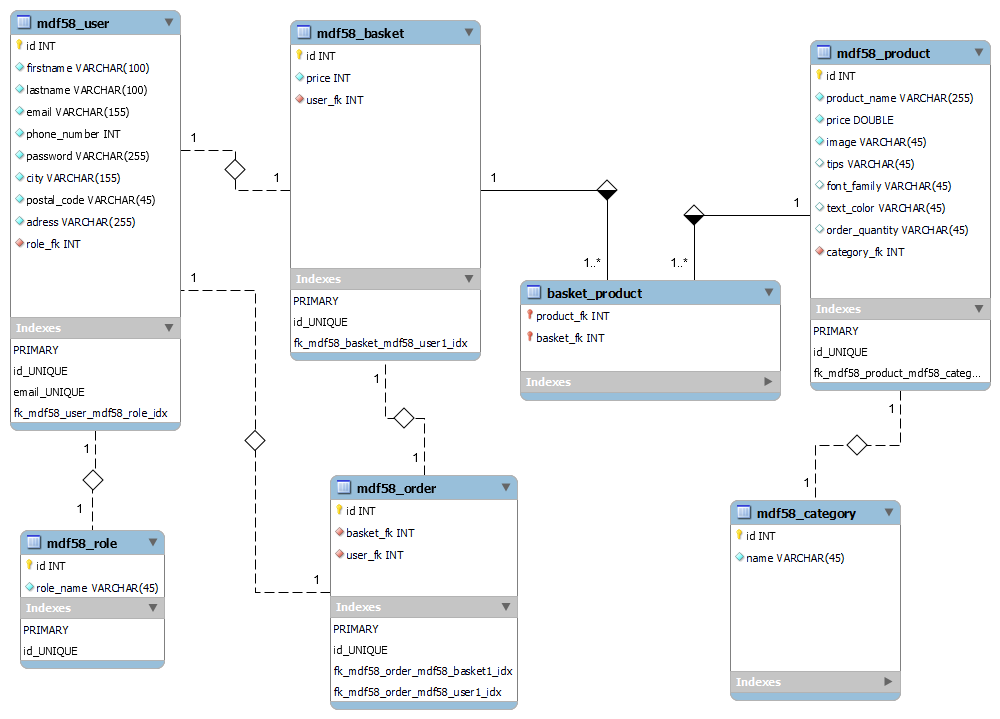 mdf58_user
id INT
firstname VARCHAR(100)
lastname VARCHAR(100)
email VARCHAR(155)
phone_number INT
password VARCHAR(255)
city VARCHAR(155)
postal_code VARCHAR(45)
adress VARCHAR(255)
role_fk INT
Indexes
PRIMARY
id_UNIQUE
email_UNIQUE
fk_mdf58_user_mdf58_role_idx
1
1
1
1
mdf58_role
id INT
role_name VARCHAR(45)
Indexes
PRIMARY
id_UNIQUE
1
1
mdf58_basket
id INT
price INT
user_fk INT
Indexes
PRIMARY
id_UNIQUE
fk_mdf58_basket_mdf58_user1_idx
1
1
mdf58_order
id INT
basket_fk INT
user_fk INT
Indexes
PRIMARY
id_UNIQUE
fk_mdf58_order_mdf58_basket1_idx
fk_mdf58_order_mdf58_user1_idx
1
1..*
1..*
1
basket_product
product_fk INT
basket_fk INT
Indexes
mdf58_product
id INT
product_name VARCHAR(255)
price DOUBLE
image VARCHAR(45)
tips VARCHAR(45)
font_family VARCHAR(45)
text_color VARCHAR(45)
order_quantity VARCHAR(45)
category_fk INT
Indexes
PRIMARY
id_UNIQUE
fk_mdf58_product_mdf58_categ...
1
1
mdf58_category
id INT
name VARCHAR(45)
Indexes